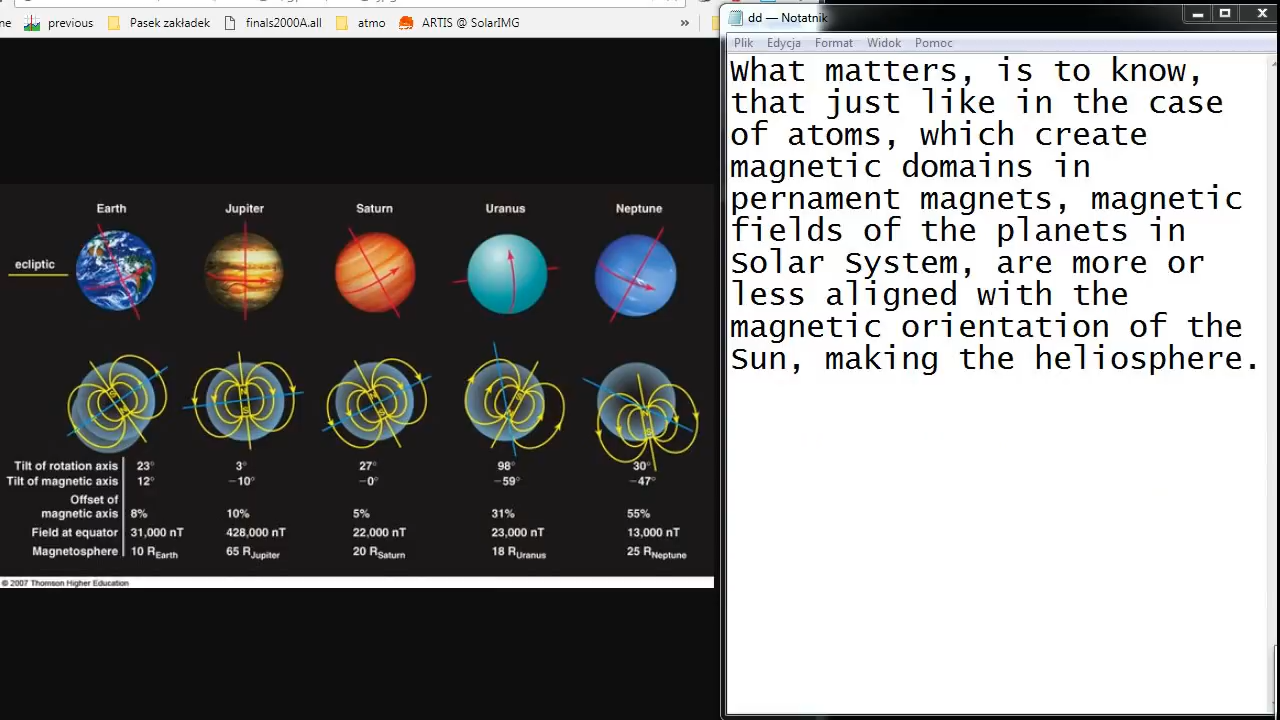 previous Pasek zakładek finals2000A.all atmo ARTIS @ SolarIMG »
Earth Jupiter Saturn Uranus Neptune
ecliptic
Tilt of rotation axis 23° 3° 27° 98° 30°
Tilt of magnetic axis 12° −10° −0° −59° −47°
Offset of
magnetic axis 8% 10% 5% 31% 55%
Field at equator 31,000 nT 428,000 nT 22,000 nT 23,000 nT 13,000 nT
Magnetosphere 10 REarth 65 RJupiter 20 RSaturn 18 RUranus 25 RNeptune
© 2007 Thomson Higher Education
dd — Notatnik
Plik Edycja Format Widok Pomoc
What matters, is to know,
that just like in the case
of atoms, which create
magnetic domains in
pernament magnets, magnetic
fields of the planets in
Solar System, are more or
less aligned with the
magnetic orientation of the
Sun, making the heliosphere.